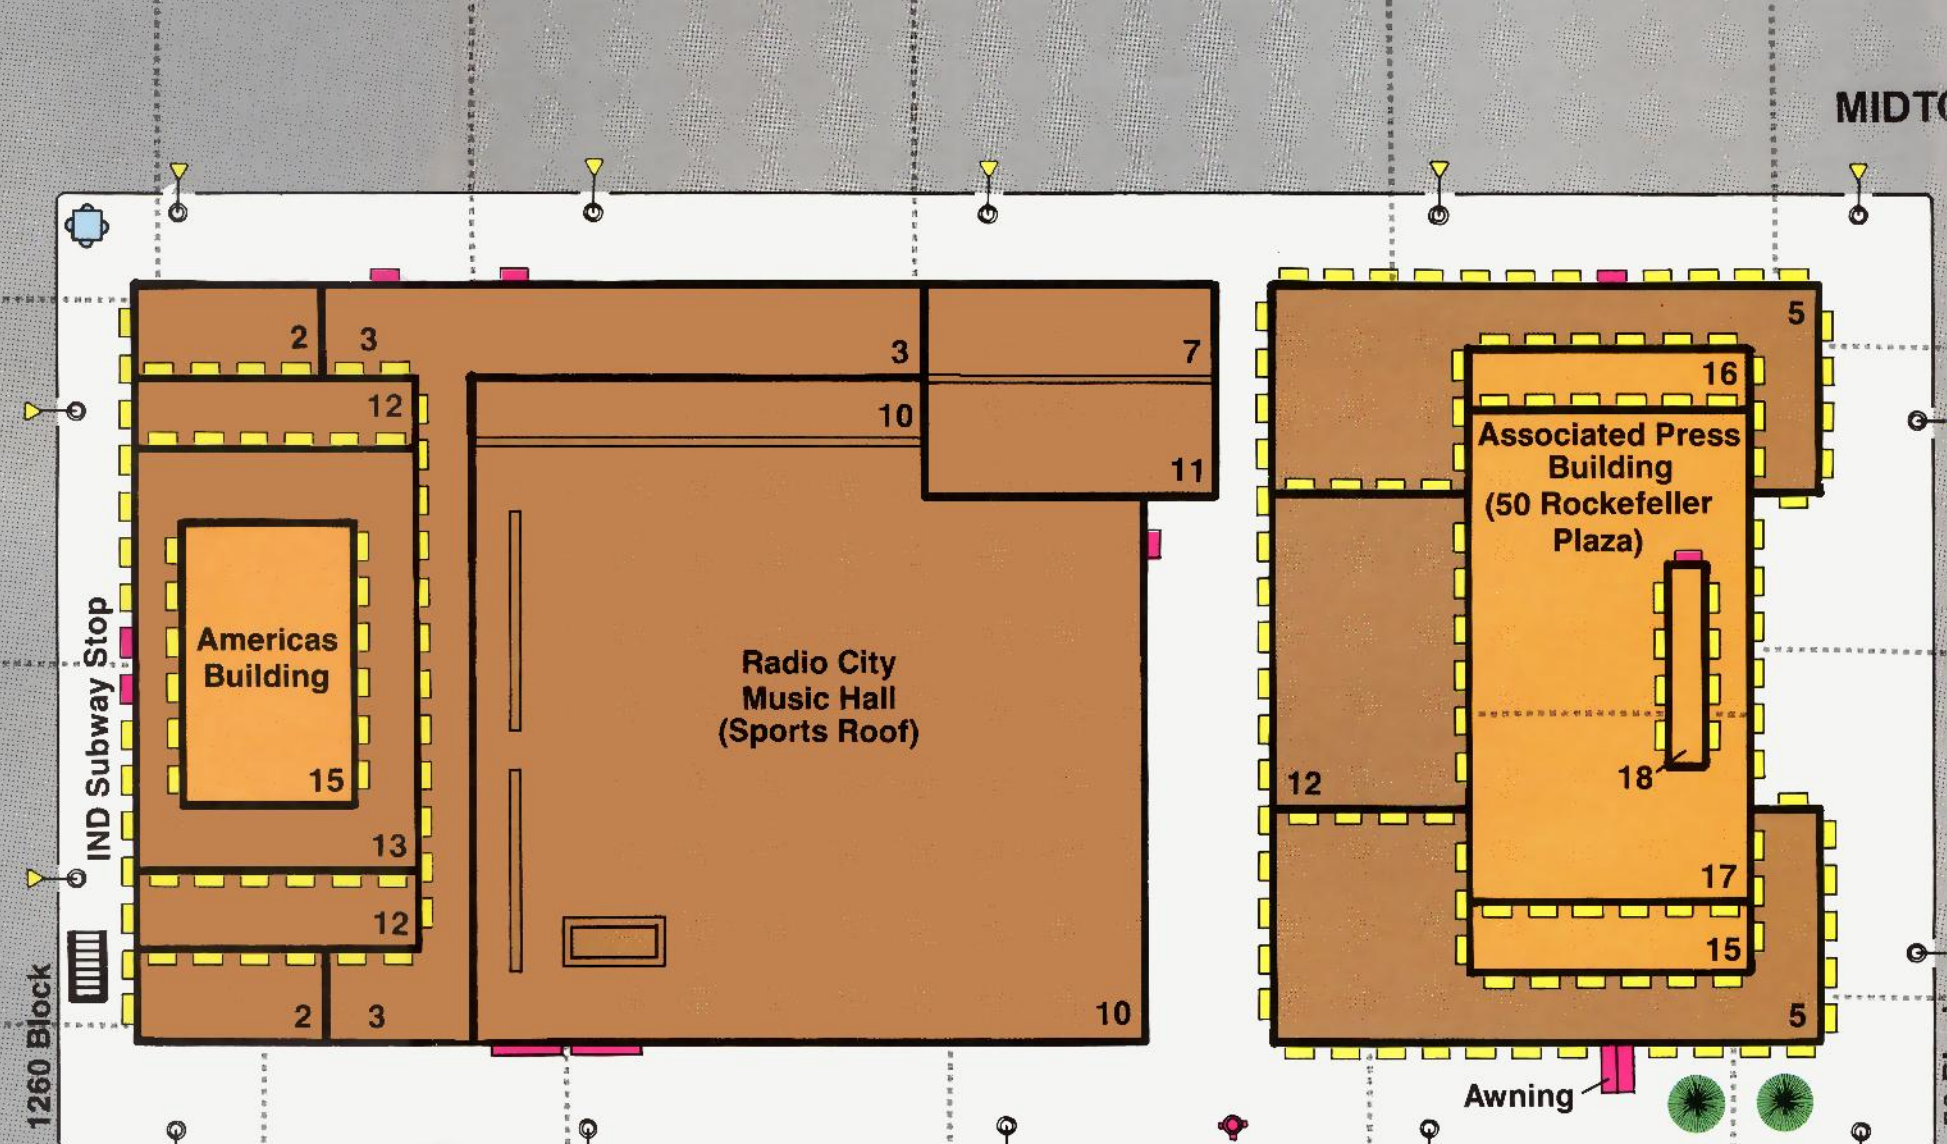 MIDTO
2
3
3
7
12
10
11
5
16
Associated Press
Building
(50 Rockefeller
Plaza)
IND Subway Stop
Americas
Building
15
Radio City
Music Hall
(Sports Roof)
12
18
13
17
12
15
2
3
10
5
1260 Block
Awning